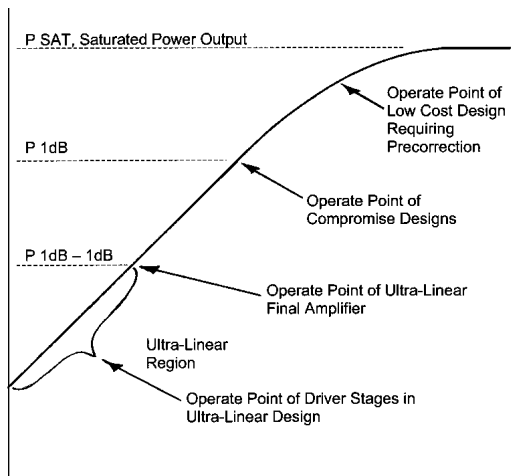 P SAT, Saturated Power Output
Operate Point of
Low Cost Design
Requiring
Precorrection
P 1dB
Operate Point of
Compromise Designs
P 1dB – 1dB
Operate Point of Ultra-Linear
Final Amplifier
Ultra-Linear
Region
Operate Point of Driver Stages in
Ultra-Linear Design